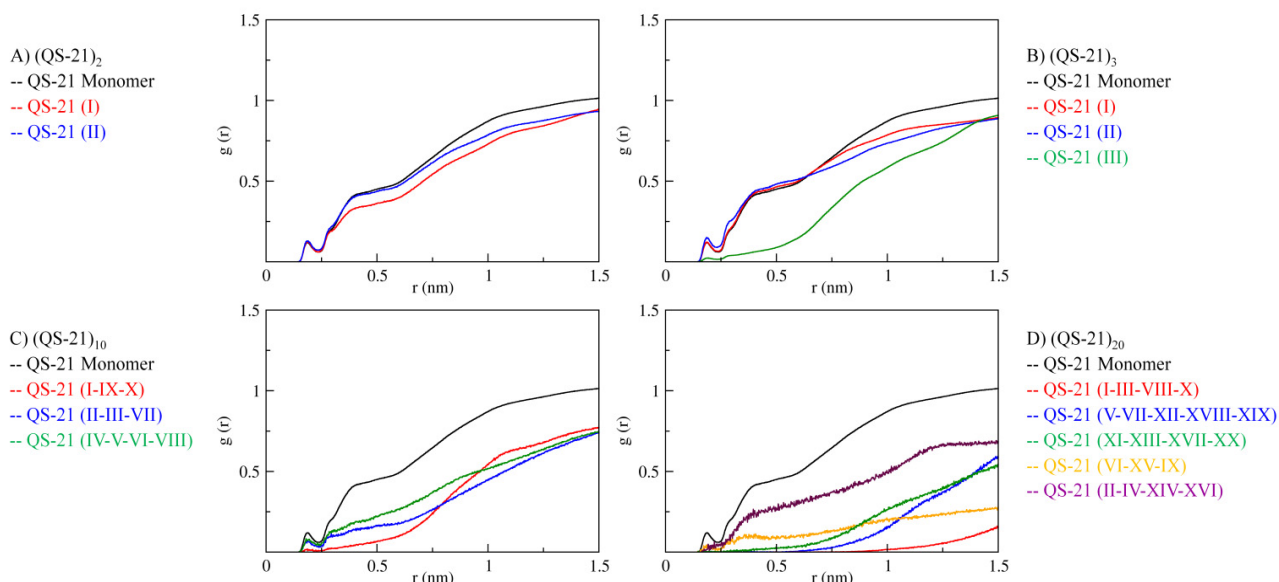 A) (QS-21)2
-- QS-21 Monomer
-- QS-21 (I)
-- QS-21 (II)
1.5
1
0.5
g (r)
0
0.5
1
1.5
r (nm)
1.5
1
0.5
g (r)
0
0.5
1
1.5
r (nm)
B) (QS-21)3
-- QS-21 Monomer
-- QS-21 (I)
-- QS-21 (II)
-- QS-21 (III)
C) (QS-21)10
-- QS-21 Monomer
-- QS-21 (I-IX-X)
-- QS-21 (II-III-VII)
-- QS-21 (IV-V-VI-VIII)
1.5
1
0.5
0
g (r)
0
0.5
1
1.5
r (nm)
1.5
1
0.5
0
g (r)
0
0.5
1
1.5
r (nm)
D) (QS-21)20
-- QS-21 Monomer
-- QS-21 (I-III-VIII-X)
-- QS-21 (V-VII-XII-XVIII-XIX)
-- QS-21 (XI-XIII-XVII-XX)
-- QS-21 (VI-XV-IX)
-- QS-21 (II-IV-XIV-XVI)